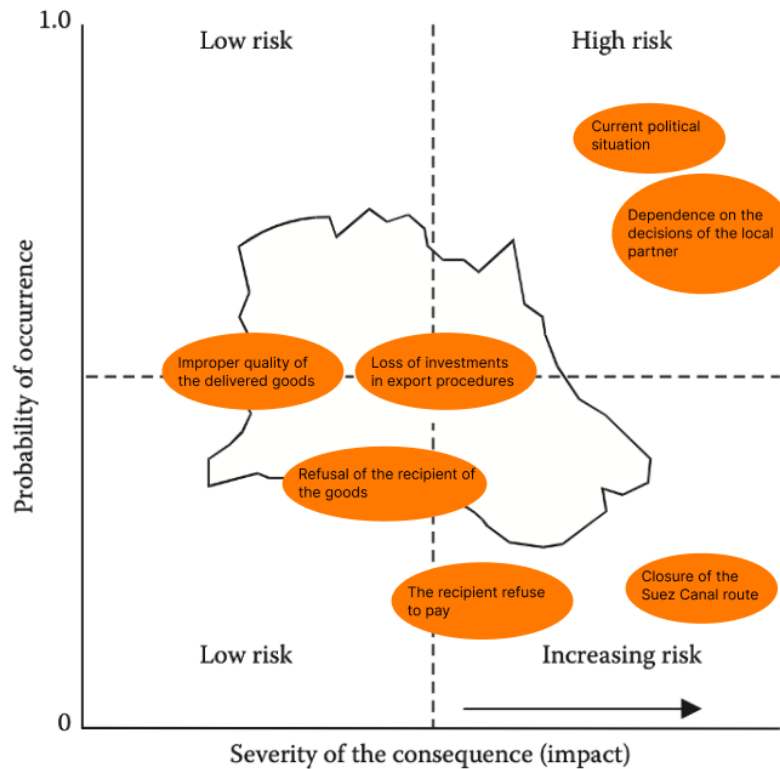 1.0
Low risk
High risk
Current political
situation
Dependence on the
decisions of the local
partner
Probability of occurrence
Improper quality of
the delivered goods
Loss of investments
in export procedures
Refusal of the recipient of
the goods
The recipient refuse
to pay
Closure of the
Suez Canal route
Low risk
Increasing risk
0
Severity of the consequence (impact)